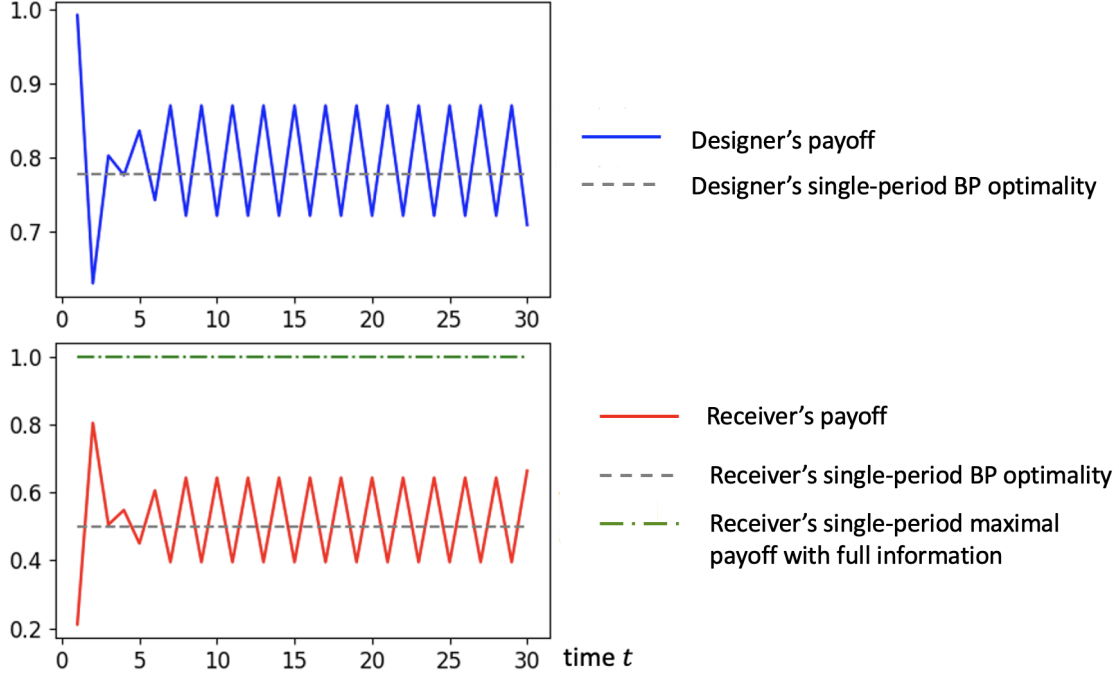 1.0
0.9
0.8
0.7
0 5 10 15 20 25 30
Designer's payoff
Designer's single-period BP optimality
1.0
0.8
0.6
0.4
0.2
0 5 10 15 20 25 30
time t
Receiver's payoff
Receiver's single-period BP optimality
Receiver's single-period maximal
payoff with full information